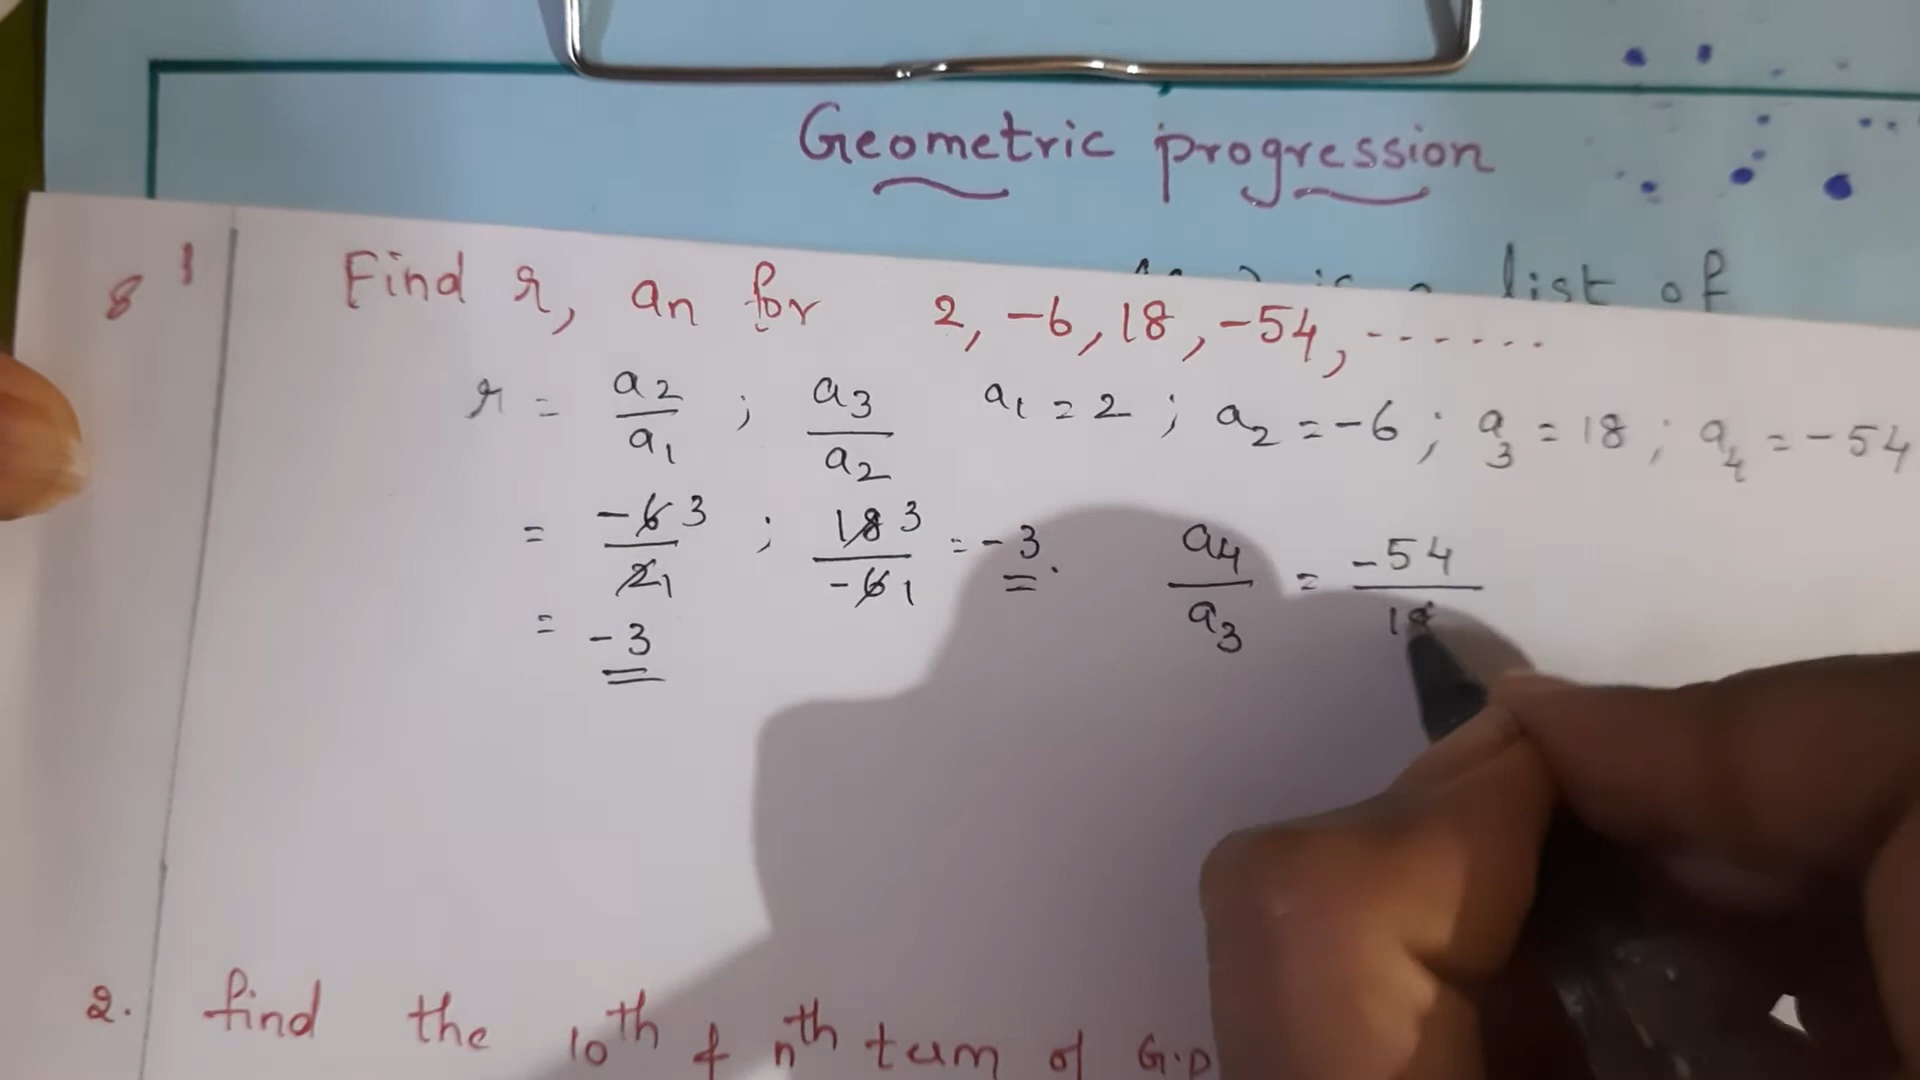 Geometric progression
list of
8 1 Find r, an for 2, -6, 18, -54, -------
r = a2/a1 ; a3/a2 a1 = 2 ; a2 = -6 ; a3 = 18 ; a4 = -54
= -6 3/2 1 ; 18 3/-6 1 = -3. a4/a3 = -54/18
= -3
2. find the 10th & nth term of G.P